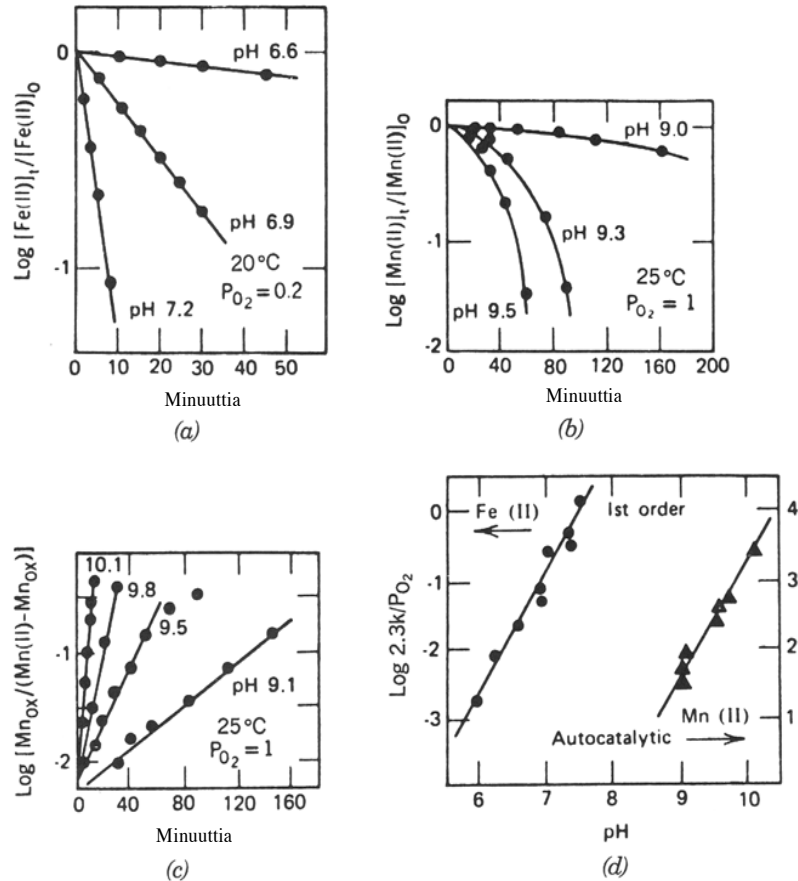 Log [Fe(II)]t/[Fe(II)]O
0
-1
pH 6.6
pH 6.9
20°C
PO2 = 0.2
pH 7.2
0 10 20 30 40 50
Minuuttia
(a)
Log [Mn(II)]t/[Mn(II)]O
0
-1
-2
pH 9.0
pH 9.3
25°C
pH 9.5
PO2 = 1
0 40 80 120 160 200
Minuuttia
(b)
Log [MnOX/(Mn(II)-MnOX)]
-1
-2
10.1
9.8
9.5
pH 9.1
25°C
PO2 = 1
0 40 80 120 160
Minuuttia
(c)
Log 2.3k/PO2
0
-1
-2
-3
Fe (II)
1st order
4
3
2
1
Mn (II)
Autocatalytic
6 7 8 9 10
pH
(d)